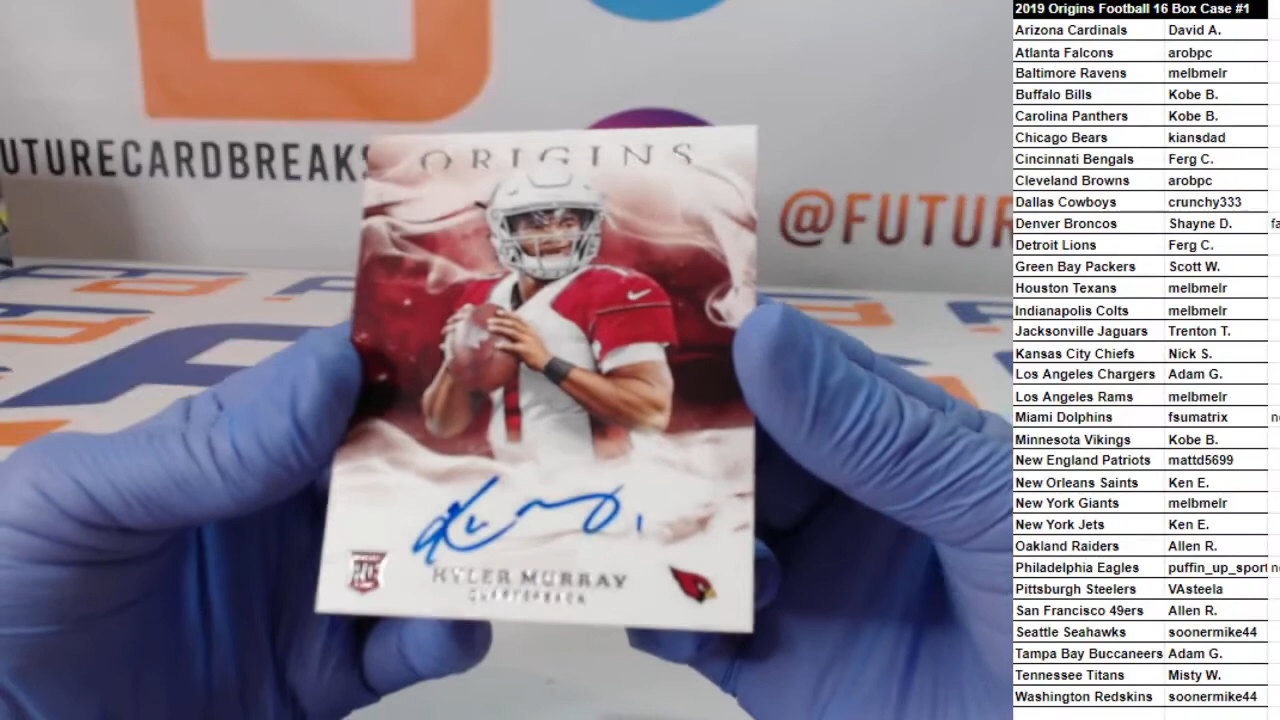 UTURECARDBREAKS
@FUTUR
ORIGINS
KYLER MURRAY
QUARTERBACK
2019 Origins Football 16 Box Case #1
Arizona Cardinals David A.
Atlanta Falcons arobpc
Baltimore Ravens melbmelr
Buffalo Bills Kobe B.
Carolina Panthers Kobe B.
Chicago Bears kiansdad
Cincinnati Bengals Ferg C.
Cleveland Browns arobpc
Dallas Cowboys crunchy333
Denver Broncos Shayne D. fa
Detroit Lions Ferg C.
Green Bay Packers Scott W.
Houston Texans melbmelr
Indianapolis Colts melbmelr
Jacksonville Jaguars Trenton T.
Kansas City Chiefs Nick S.
Los Angeles Chargers Adam G.
Los Angeles Rams melbmelr
Miami Dolphins fsumatrix
Minnesota Vikings Kobe B.
New England Patriots mattd5699
New Orleans Saints Ken E.
New York Giants melbmelr
New York Jets Ken E.
Oakland Raiders Allen R.
Philadelphia Eagles puffin_up_sport
Pittsburgh Steelers VAsteela
San Francisco 49ers Allen R.
Seattle Seahawks soonermike44
Tampa Bay Buccaneers Adam G.
Tennessee Titans Misty W.
Washington Redskins soonermike44